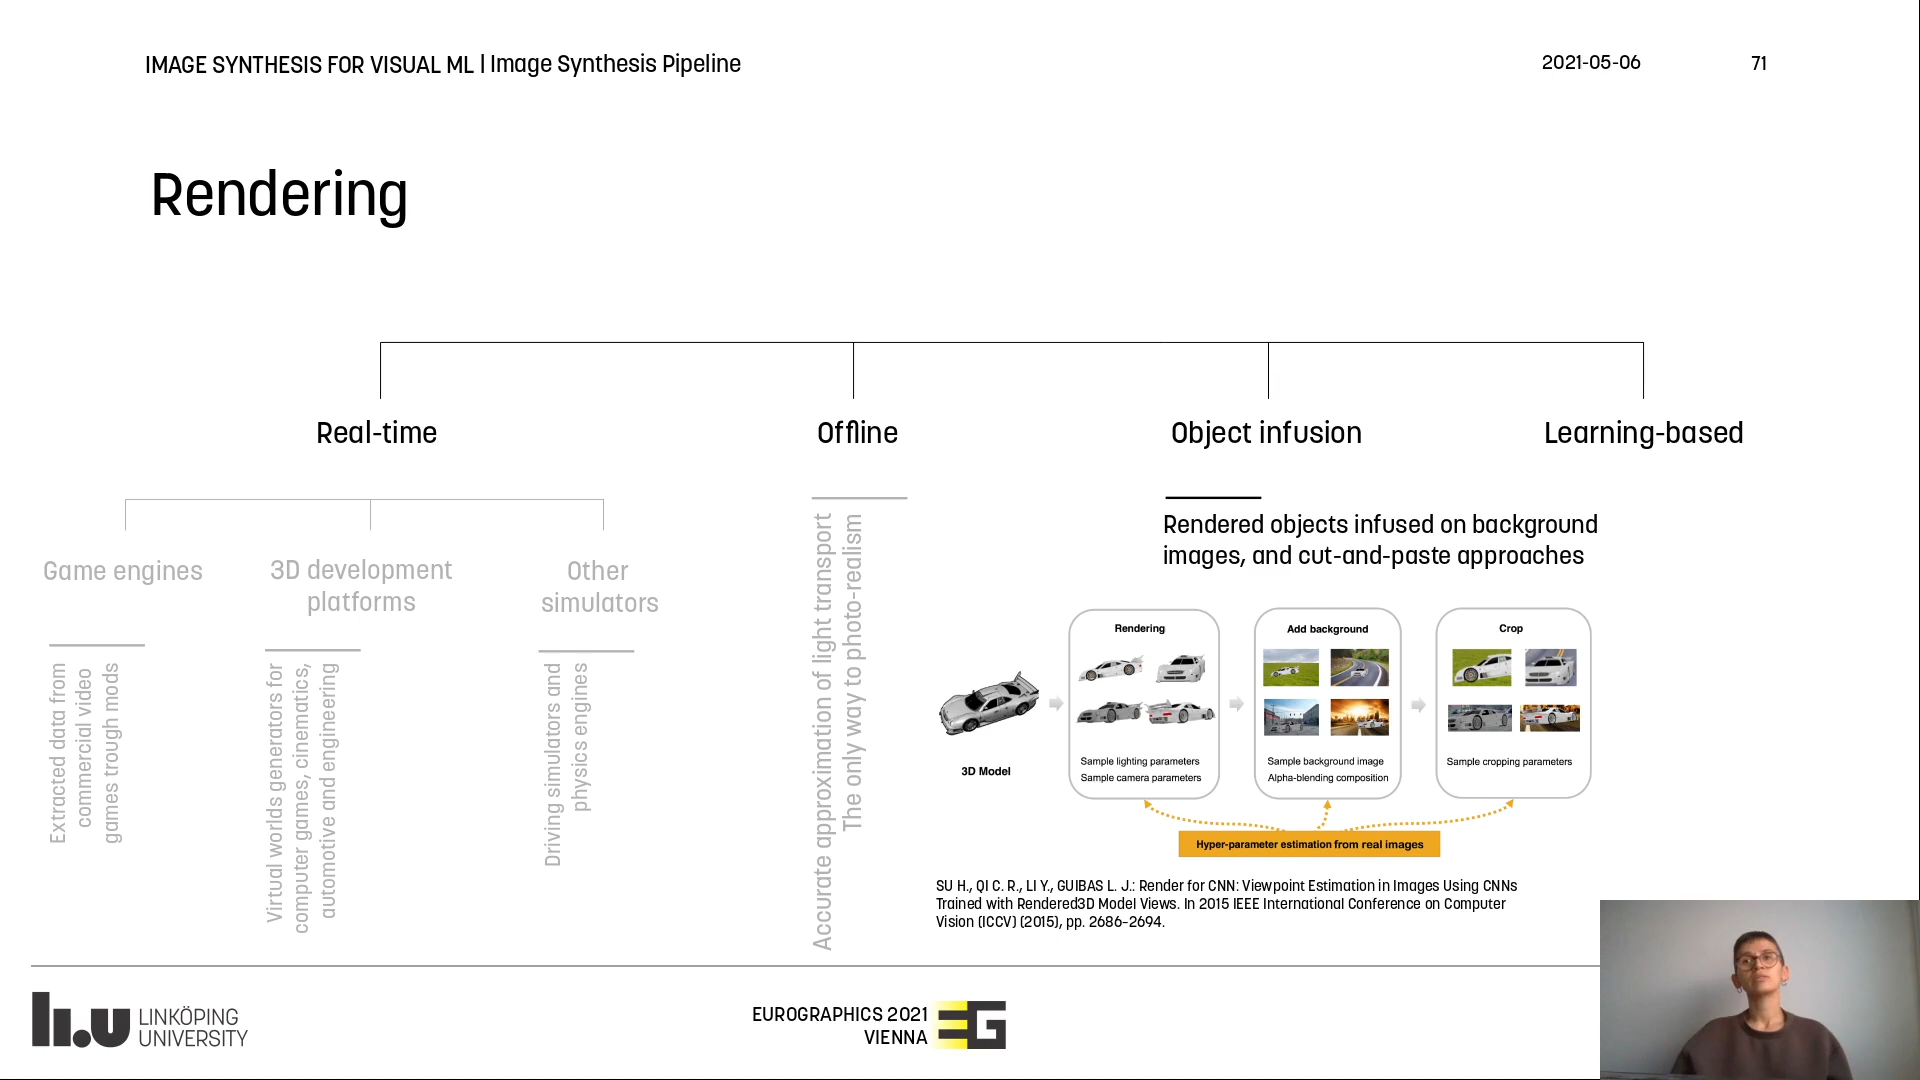 IMAGE SYNTHESIS FOR VISUAL ML | Image Synthesis Pipeline
2021-05-06
71
Rendering
Real-time
Offline
Object infusion
Learning-based
Game engines
3D development
platforms
Other
simulators
Extracted data from
commercial video
games trough mods
Virtual worlds generators for
computer games, cinematics,
automotive and engineering
Driving simulators and
physics engines
Accurate approximation of light transport
The only way to photo-realism
Rendered objects infused on background
images, and cut-and-paste approaches
3D Model
Rendering
Sample lighting parameters
Sample camera parameters
Add background
Sample background image
Alpha-blending composition
Crop
Sample cropping parameters
Hyper-parameter estimation from real images
SU H., QI C. R., LI Y., GUIBAS L. J.: Render for CNN: Viewpoint Estimation in Images Using CNNs
Trained with Rendered3D Model Views. In 2015 IEEE International Conference on Computer
Vision (ICCV) (2015), pp. 2686–2694.
li.u LINKÖPING
UNIVERSITY
EUROGRAPHICS 2021
VIENNA
EG